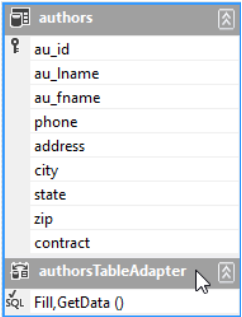 authors
au_id
au_lname
au_fname
phone
address
city
state
zip
contract
authorsTableAdapter
SQL Fill,GetData ()